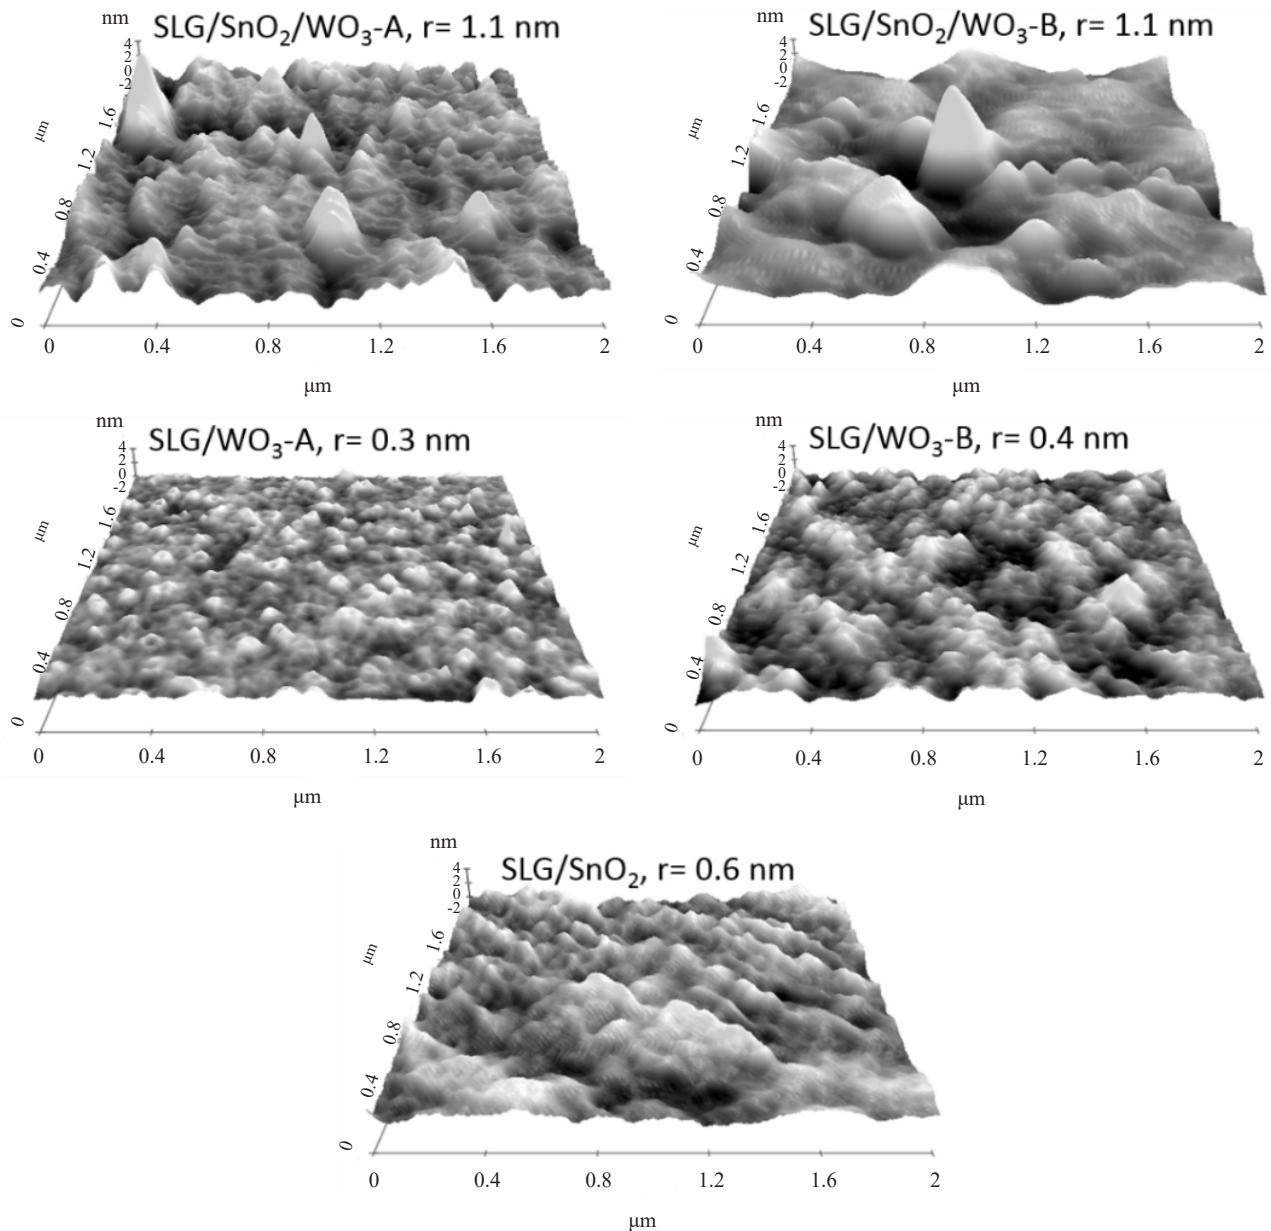 SLG/SnO₂/WO₃-A, r= 1.1 nm
nm
4
2
0
-2
μm
1.6
1.2
0.8
0.4
0
0 0.4 0.8 1.2 1.6 2
μm
SLG/SnO₂/WO₃-B, r= 1.1 nm
nm
4
2
0
-2
μm
1.6
1.2
0.8
0.4
0
0 0.4 0.8 1.2 1.6 2
μm
SLG/WO₃-A, r= 0.3 nm
nm
4
2
0
-2
μm
1.6
1.2
0.8
0.4
0
0 0.4 0.8 1.2 1.6 2
μm
SLG/WO₃-B, r= 0.4 nm
nm
4
2
0
-2
μm
1.6
1.2
0.8
0.4
0
0 0.4 0.8 1.2 1.6 2
μm
SLG/SnO₂, r= 0.6 nm
nm
4
2
0
-2
μm
1.6
1.2
0.8
0.4
0
0 0.4 0.8 1.2 1.6 2
μm